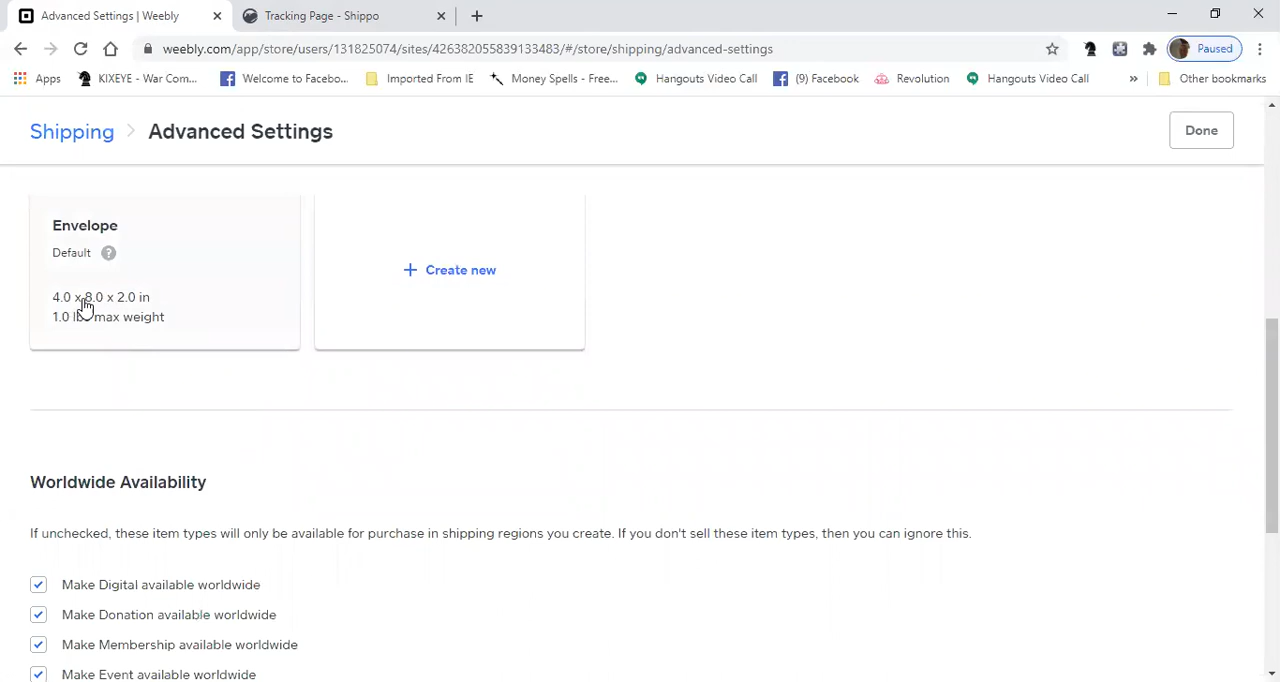 Advanced Settings | Weebly
Tracking Page - Shippo
weebly.com/app/store/users/131825074/sites/426382055839133483/#/store/shipping/advanced-settings
Paused
Apps
KIXEYE - War Com...
Welcome to Facebo...
Imported From IE
Money Spells - Free...
Hangouts Video Call
(9) Facebook
Revolution
Hangouts Video Call
»
Other bookmarks
Shipping > Advanced Settings
Done
Envelope
Default ?
4.0 x 8.0 x 2.0 in
1.0 lbs max weight
+ Create new
Worldwide Availability
If unchecked, these item types will only be available for purchase in shipping regions you create. If you don't sell these item types, then you can ignore this.
Make Digital available worldwide
Make Donation available worldwide
Make Membership available worldwide
Make Event available worldwide